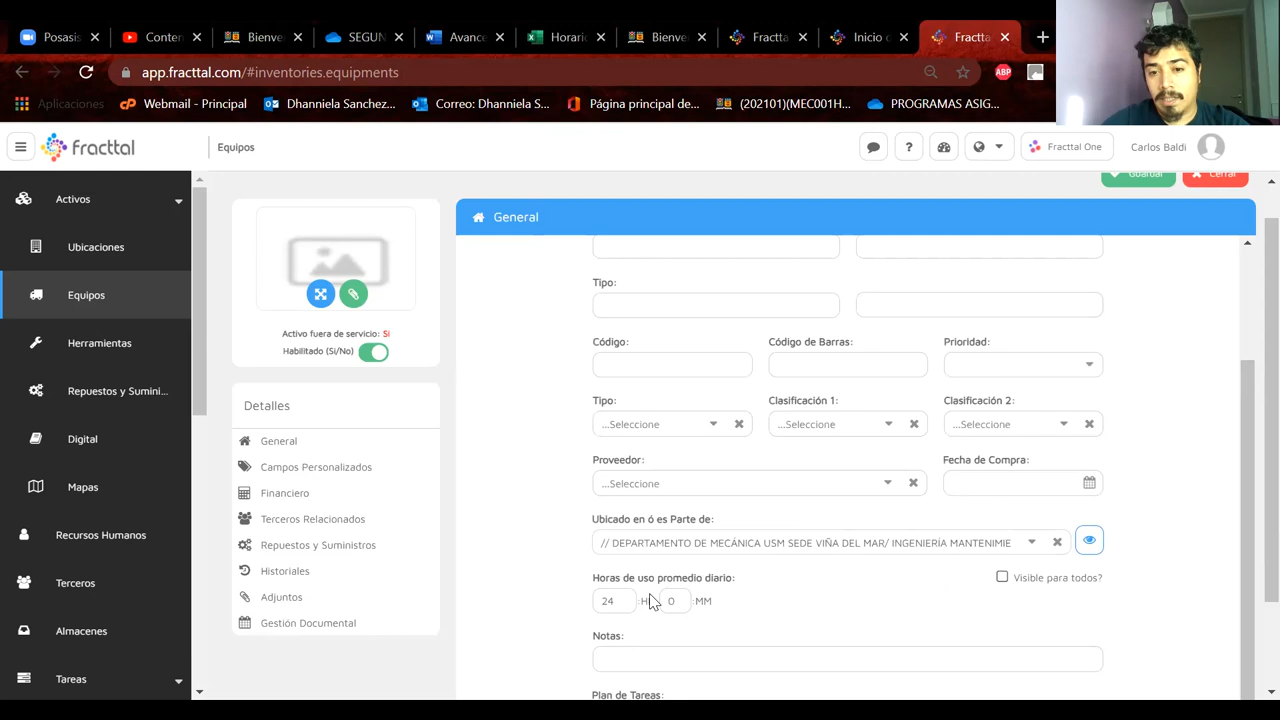 Posasis
Conten
Bienve
SEGUN
Avance
Horario
Bienve
Fractta
Inicio c
Fractta
app.fracttal.com/#inventories.equipments
ABP
Aplicaciones
Webmail - Principal
Dhanniela Sanchez...
Correo: Dhanniela S...
Página principal de...
(202101)(MEC001H...
PROGRAMAS ASIG...
fracttal
Equipos
Fracttal One
Carlos Baldi
Guardar
Cerrar
Activos
Ubicaciones
Equipos
Herramientas
Repuestos y Sumini...
Digital
Mapas
Recursos Humanos
Terceros
Almacenes
Tareas
Activo fuera de servicio: Si
Habilitado (Si/No)
Detalles
General
Campos Personalizados
Financiero
Terceros Relacionados
Repuestos y Suministros
Historiales
Adjuntos
Gestión Documental
General
Tipo:
Código: Código de Barras: Prioridad:
Tipo: Clasificación 1: Clasificación 2:
...Seleccione ...Seleccione ...Seleccione
Proveedor: Fecha de Compra:
...Seleccione
Ubicado en ó es Parte de:
// DEPARTAMENTO DE MECÁNICA USM SEDE VIÑA DEL MAR/ INGENIERÍA MANTENIMIE
Horas de uso promedio diario: Visible para todos?
24 0 :MM
Notas:
Plan de Tareas: